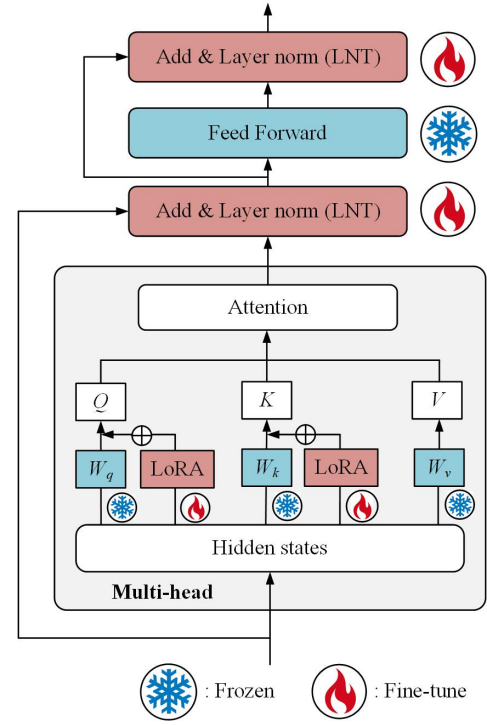 Add & Layer norm (LNT)
Feed Forward
Add & Layer norm (LNT)
Attention
Q K V
W_q LoRA W_k LoRA W_v
Hidden states
Multi-head
: Frozen : Fine-tune